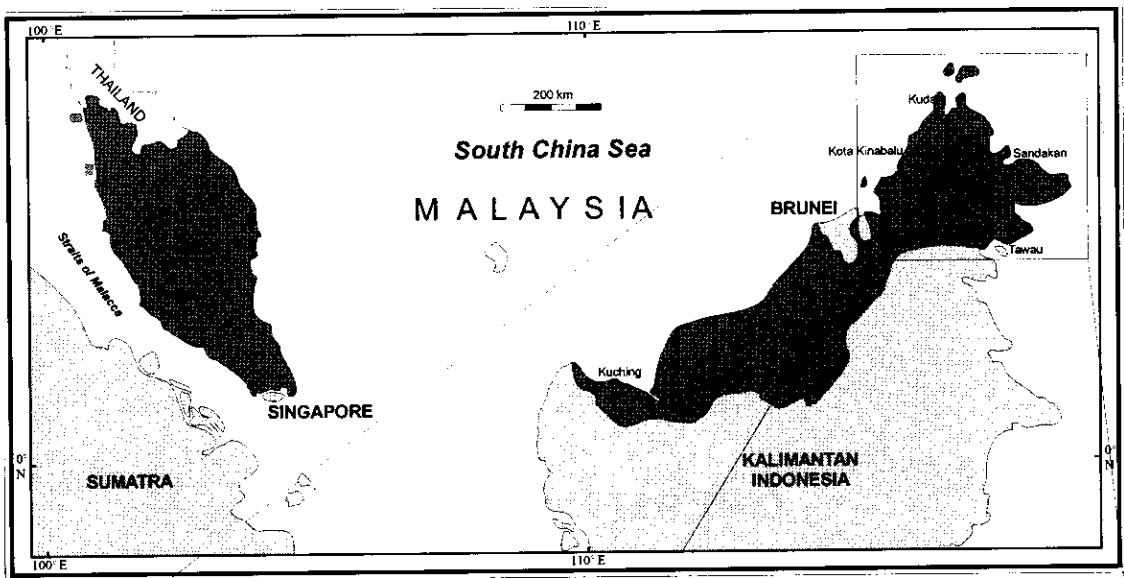 100°E
110°E
THAILAND
200 km
Kudat
South China Sea
Kota Kinabalu
Sandakan
MALAYSIA
BRUNEI
Straits of Malacca
Tawau
Kuching
SINGAPORE
0°
N
0°
N
SUMATRA
KALIMANTAN
INDONESIA
100°E
110°E